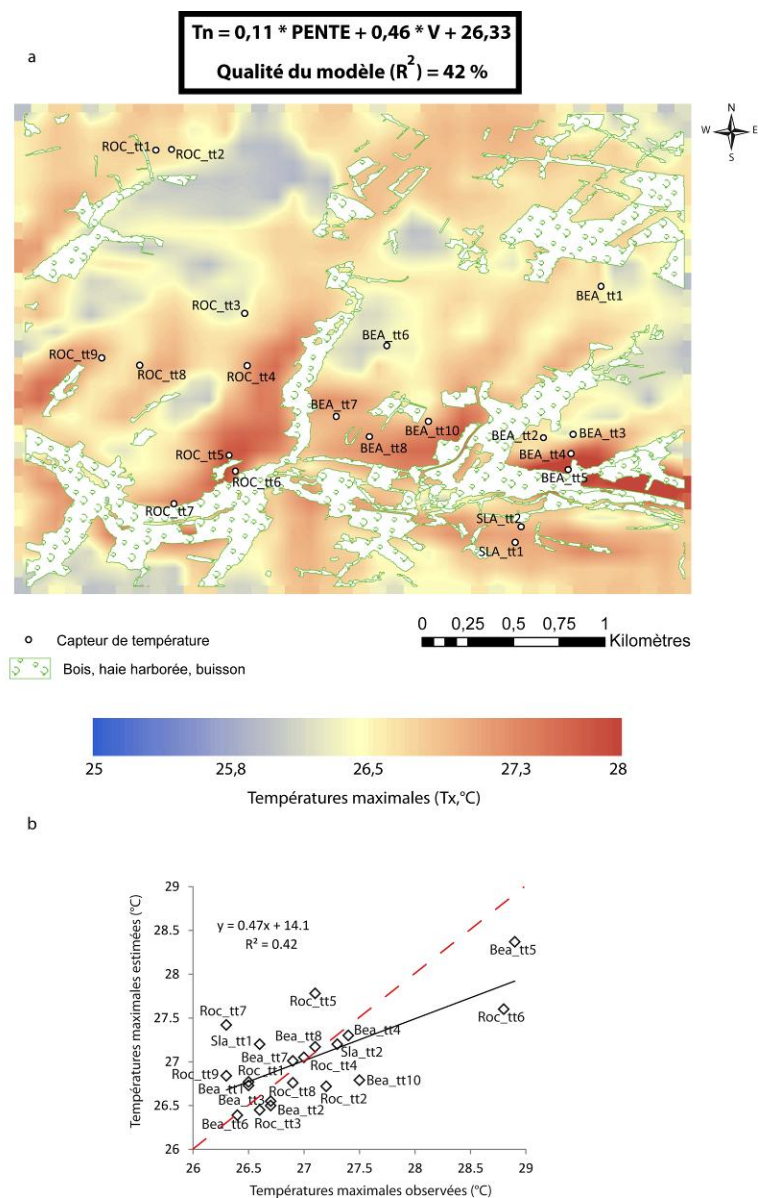 Tn = 0,11 * PENTE + 0,46 * V + 26,33
Qualité du modèle (R²) = 42 %
a
N
W E
S
ROC_tt1
ROC_tt2
ROC_tt3
BEA_tt1
BEA_tt6
ROC_tt9
ROC_tt8
ROC_tt4
BEA_tt7
BEA_tt10
BEA_tt8
BEA_tt2
BEA_tt3
ROC_tt5
BEA_tt4
ROC_tt6
BEA_tt5
ROC_tt7
SLA_tt2
SLA_tt1
Capteur de température
0 0,25 0,5 0,75 1
Kilomètres
Bois, haie harborée, buisson
25 25,8 26,5 27,3 28
Températures maximales (Tx,°C)
b
Températures maximales estimées (°C)
29
28.5
28
27.5
27
26.5
26
y = 0.47x + 14.1
R² = 0.42
Bea_tt5
Roc_tt5
Roc_tt7
Roc_tt6
Sla_tt1
Bea_tt8
Bea_tt4
Bea_tt7
Sla_tt2
Roc_tt9
Roc_tt1
Roc_tt4
Bea_tt1
Roc_tt8
Bea_tt10
Bea_tt3
Roc_tt2
Bea_tt2
Bea_tt6
Roc_tt3
26 26.5 27 27.5 28 28.5 29
Températures maximales observées (°C)